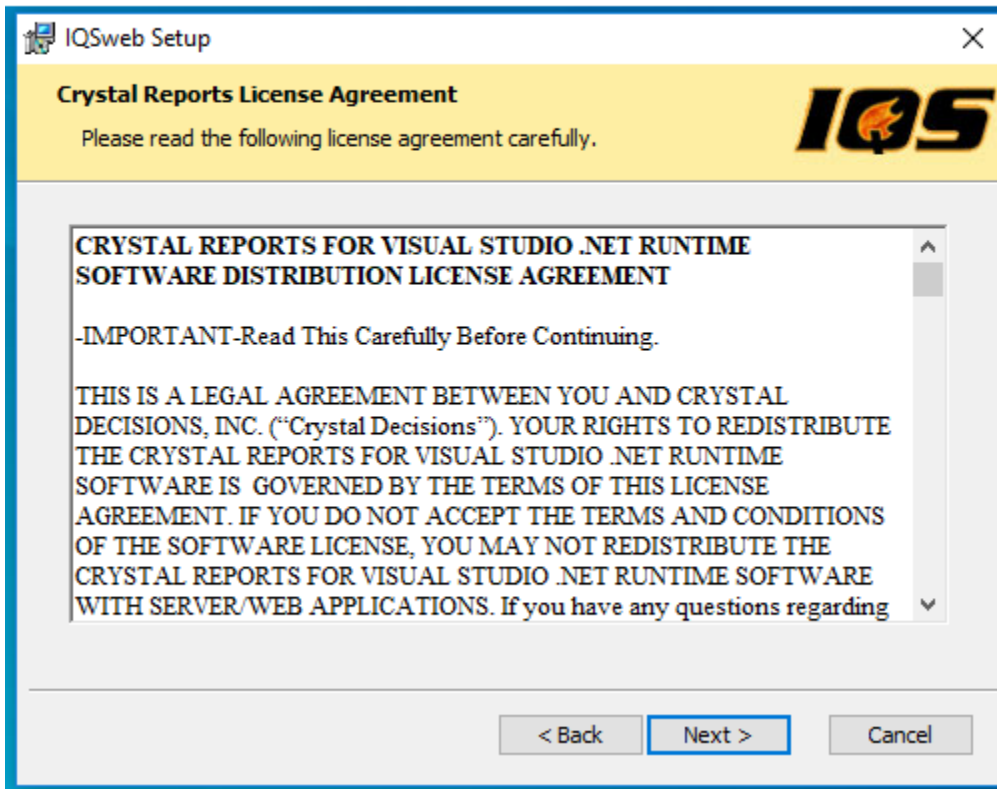 IQSweb Setup
Crystal Reports License Agreement
Please read the following license agreement carefully.
IQS
CRYSTAL REPORTS FOR VISUAL STUDIO .NET RUNTIME
SOFTWARE DISTRIBUTION LICENSE AGREEMENT
-IMPORTANT-Read This Carefully Before Continuing.
THIS IS A LEGAL AGREEMENT BETWEEN YOU AND CRYSTAL
DECISIONS, INC. (“Crystal Decisions”). YOUR RIGHTS TO REDISTRIBUTE
THE CRYSTAL REPORTS FOR VISUAL STUDIO .NET RUNTIME
SOFTWARE IS  GOVERNED BY THE TERMS OF THIS LICENSE
AGREEMENT. IF YOU DO NOT ACCEPT THE TERMS AND CONDITIONS
OF THE SOFTWARE LICENSE, YOU MAY NOT REDISTRIBUTE THE
CRYSTAL REPORTS FOR VISUAL STUDIO .NET RUNTIME SOFTWARE
WITH SERVER/WEB APPLICATIONS. If you have any questions regarding
< Back
Next >
Cancel